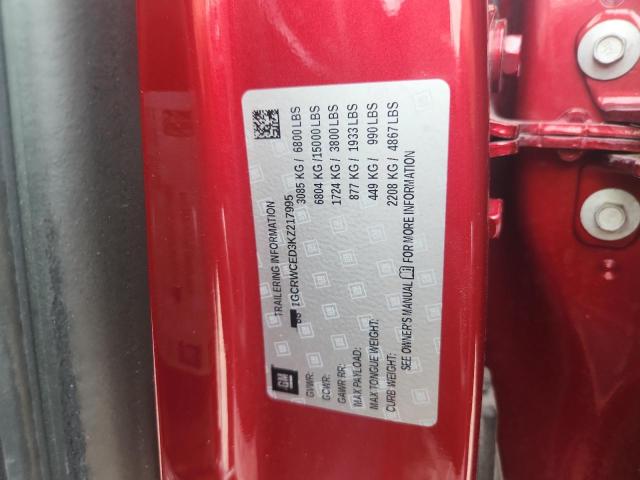 TRAILERING INFORMATION
1GCRWCED3KZ217995
GM
GVWR: 3085 KG / 6800 LBS
GCWR: 6804 KG / 15000 LBS
GAWR RR: 1724 KG / 3800 LBS
MAX PAYLOAD: 877 KG / 1933 LBS
MAX TONGUE WEIGHT: 449 KG / 990 LBS
CURB WEIGHT: 2208 KG / 4867 LBS
SEE OWNER'S MANUAL FOR MORE INFORMATION